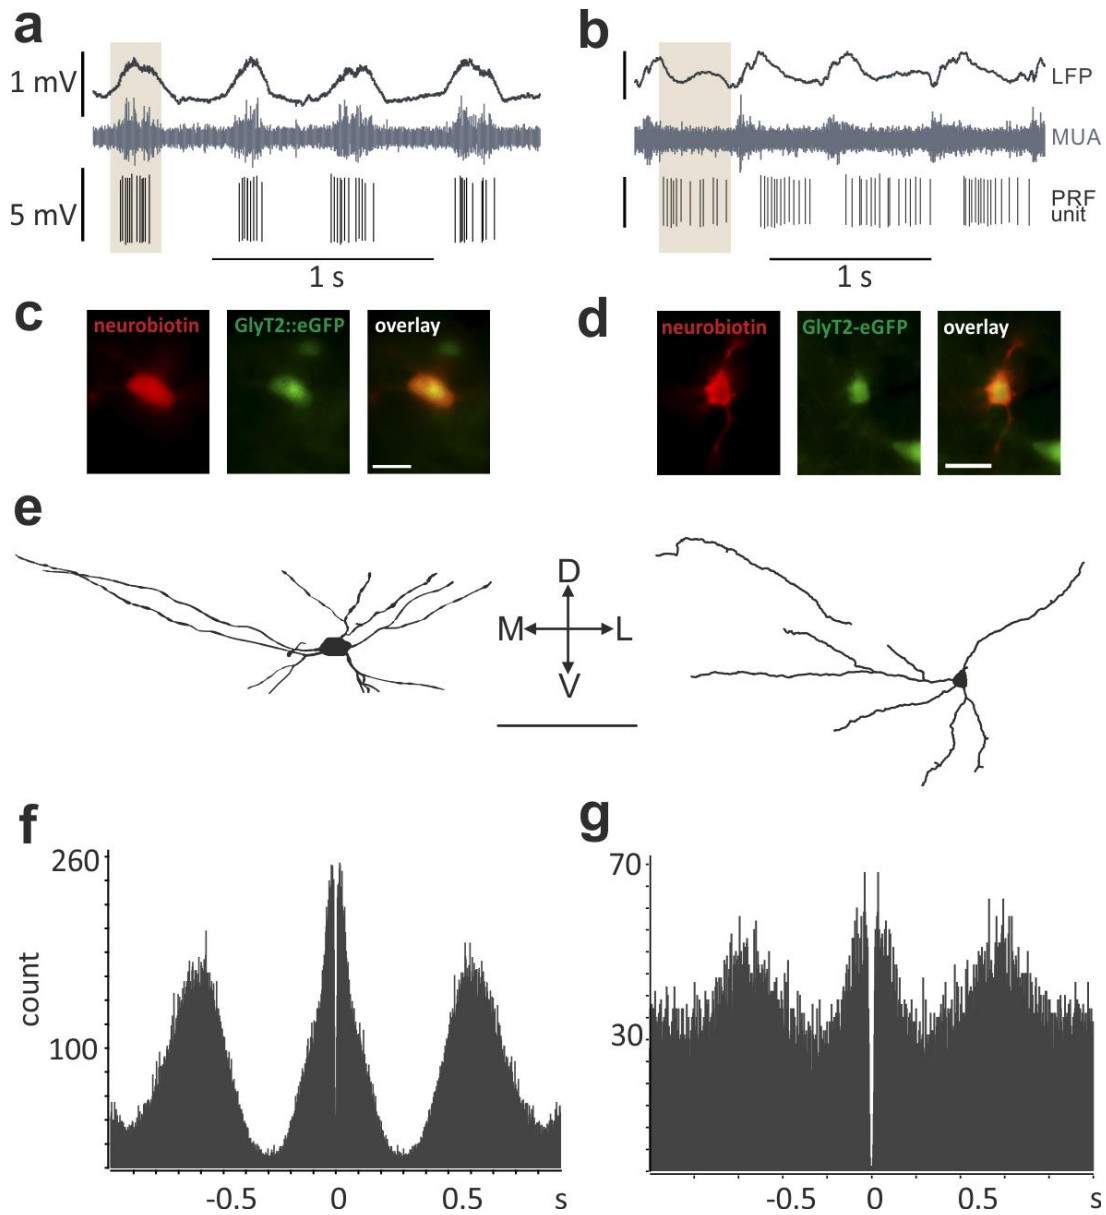 a
1 mV
5 mV
1 s
b
LFP
MUA
PRF
unit
1 s
c
neurobiotin
GlyT2::eGFP
overlay
d
neurobiotin
GlyT2-eGFP
overlay
e
D
M
L
V
f
260
100
count
-0.5
0
0.5
s
g
70
30
-0.5
0
0.5
s